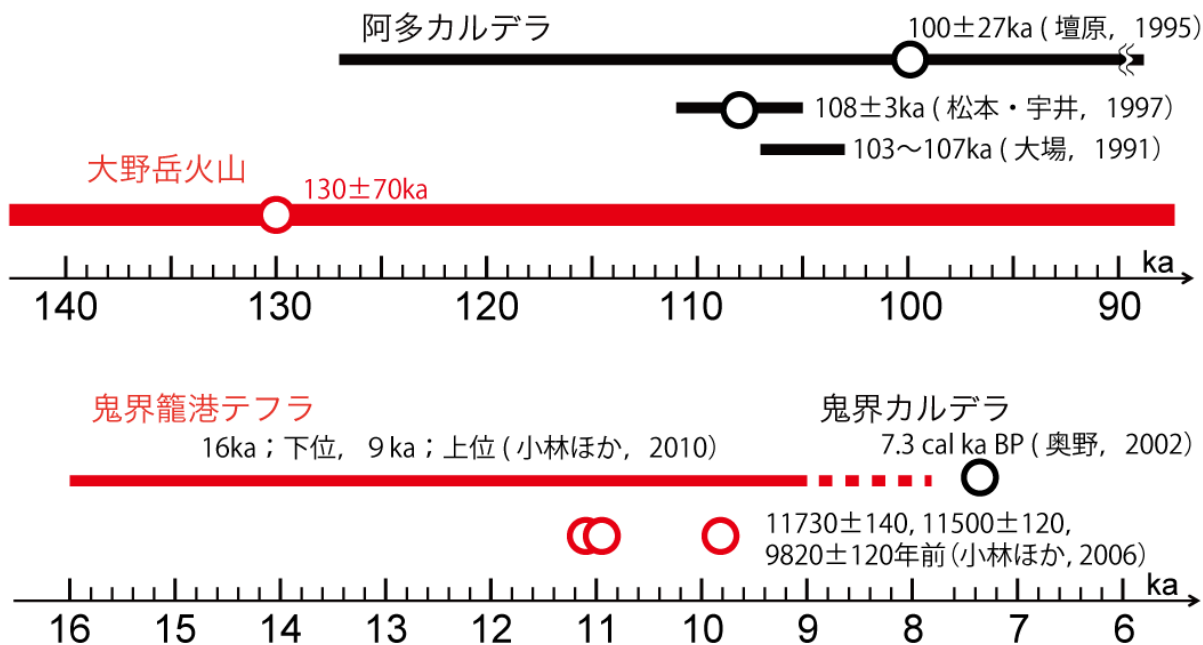 阿多カルデラ
100±27ka ( 壇原, 1995)
108±3ka ( 松本・宇井, 1997)
103〜107ka ( 大場, 1991)
大野岳火山
130±70ka
ka
140 130 120 110 100 90
鬼界籠港テフラ
16ka；下位, ９ka；上位 ( 小林ほか, 2010)
鬼界カルデラ
7.3 cal ka BP ( 奥野, 2002)
11730±140, 11500±120,
9820±120年前 (小林ほか, 2006)
ka
16 15 14 13 12 11 10 9 8 7 6